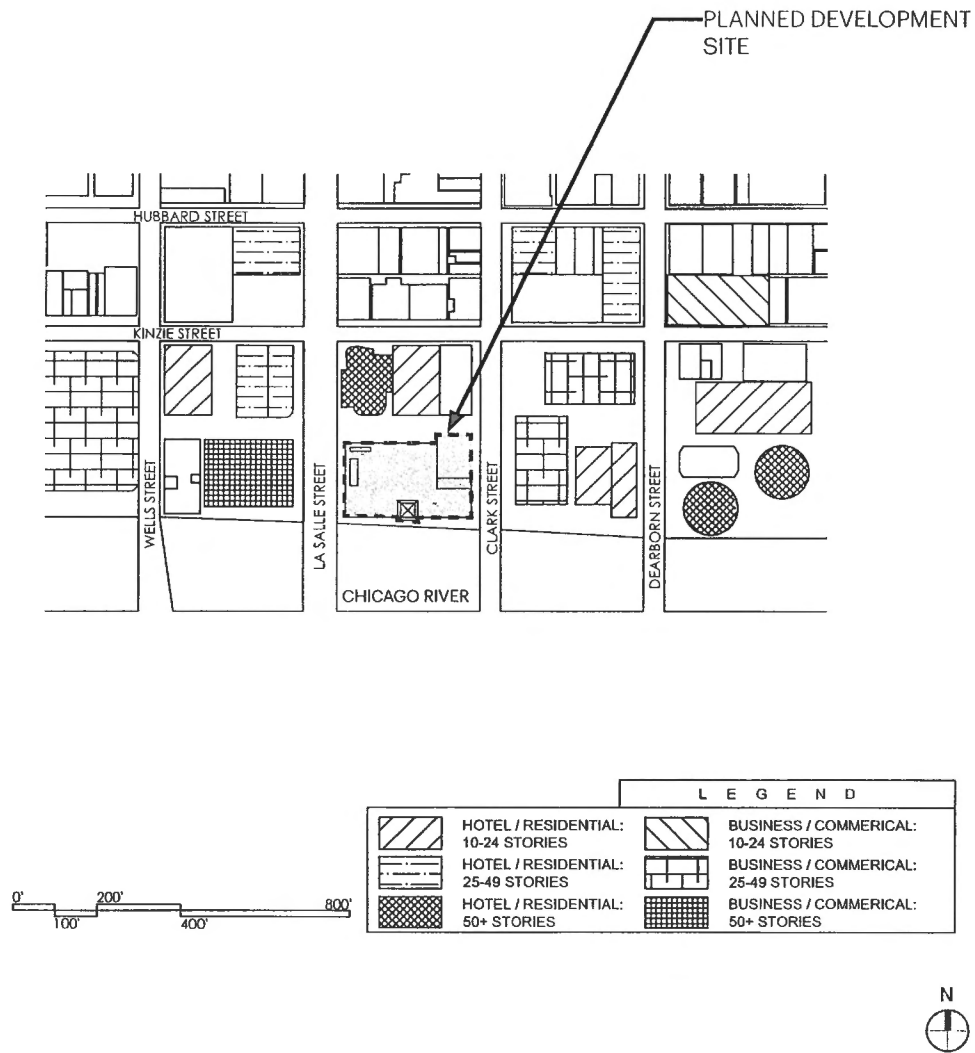 PLANNED DEVELOPMENT
SITE
HUBBARD STREET
KINZIE STREET
WELLS STREET
LA SALLE STREET
CLARK STREET
DEARBORN STREET
CHICAGO RIVER
L E G E N D
HOTEL / RESIDENTIAL:
10-24 STORIES
BUSINESS / COMMERICAL:
10-24 STORIES
HOTEL / RESIDENTIAL:
25-49 STORIES
BUSINESS / COMMERICAL:
25-49 STORIES
HOTEL / RESIDENTIAL:
50+ STORIES
BUSINESS / COMMERICAL:
50+ STORIES
0' 200' 800'
100' 400'
N